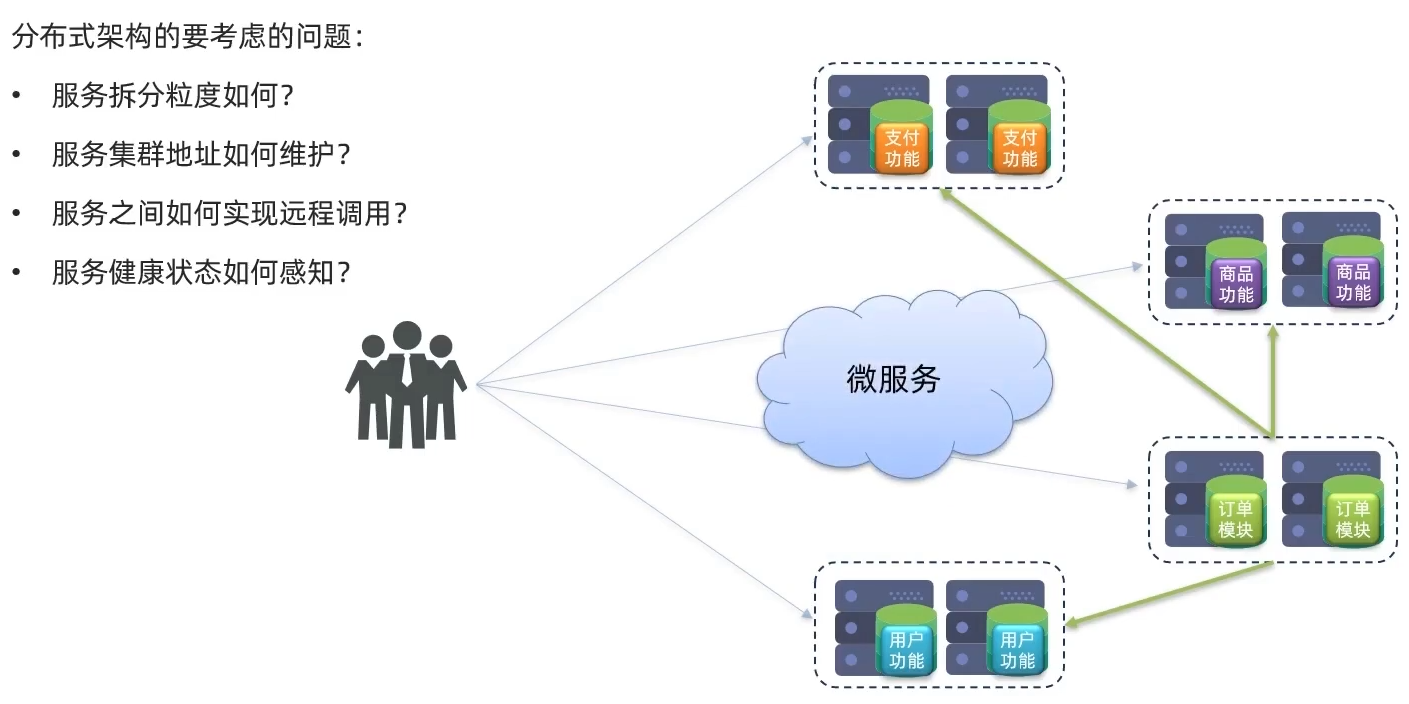 分布式架构的要考虑的问题：
• 服务拆分粒度如何？
• 服务集群地址如何维护？
• 服务之间如何实现远程调用？
• 服务健康状态如何感知？
支付
功能
支付
功能
商品
功能
商品
功能
微服务
订单
模块
订单
模块
用户
功能
用户
功能